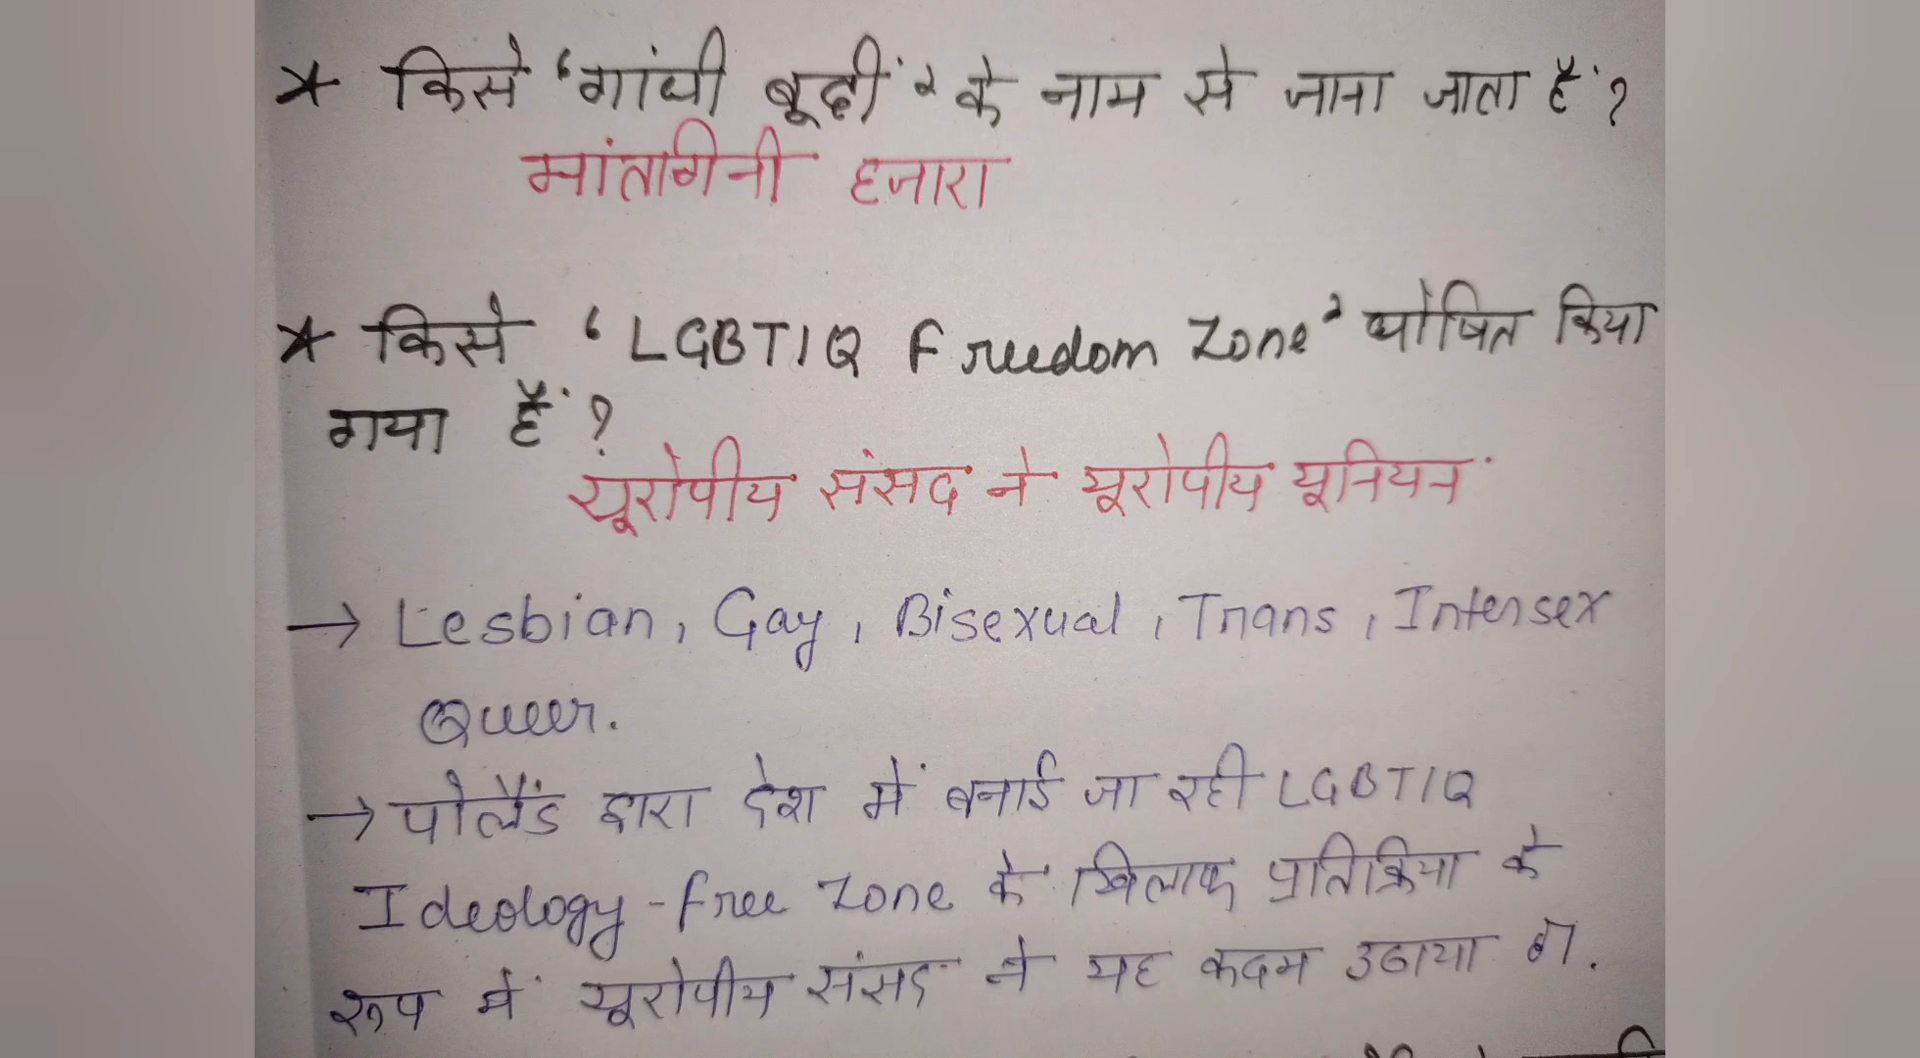 * किसे 'गांधी बूढ़ी' के नाम से जाना जाता है ?
मांतागिनी हजारा
* किसे 'LGBTIQ Freedom Zone' घोषित किया
गया है ?
यूरोपीय संसद ने यूरोपीय यूनियन
→ Lesbian, Gay, Bisexual, Trans, Intersex
Queer.
→ पोलैंड द्वारा देश में बनाई जा रही LGBTIQ
Ideology-Free Zone के खिलाफ प्रतिक्रिया के
रूप में यूरोपीय संसद ने यह कदम उठाया था.